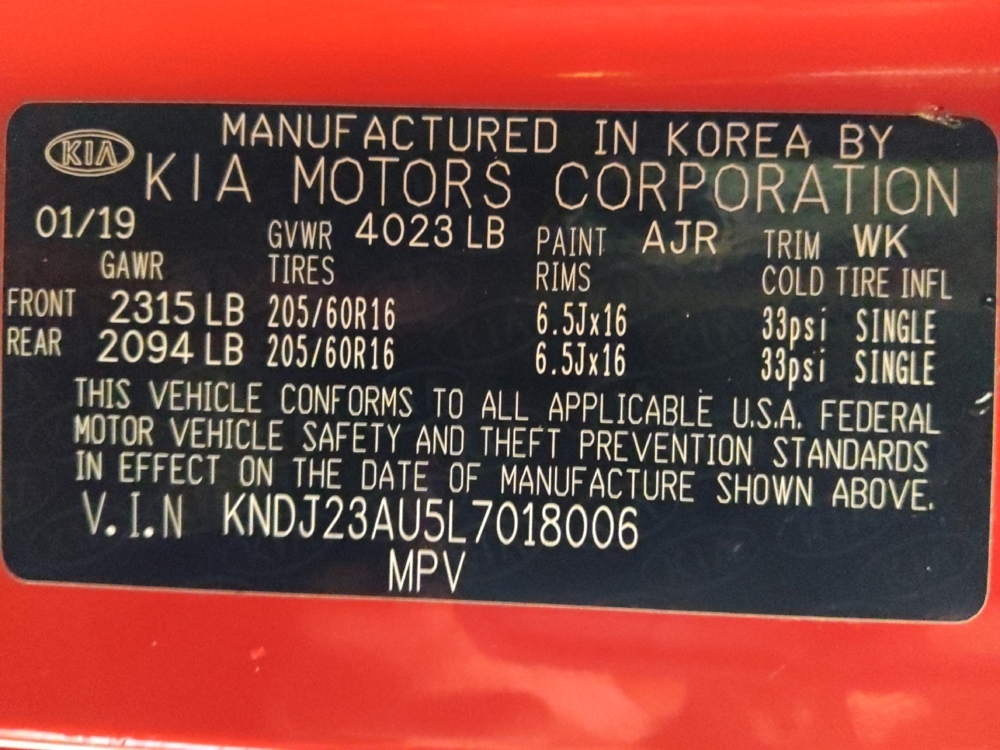 KIA MANUFACTURED IN KOREA BY
KIA MOTORS CORPORATION
01/19 GVWR 4023 LB PAINT AJR TRIM WK
GAWR TIRES RIMS COLD TIRE INFL
FRONT 2315 LB 205/60R16 6.5Jx16 33psi SINGLE
REAR 2094 LB 205/60R16 6.5Jx16 33psi SINGLE
THIS VEHICLE CONFORMS TO ALL APPLICABLE U.S.A. FEDERAL
MOTOR VEHICLE SAFETY AND THEFT PREVENTION STANDARDS
IN EFFECT ON THE DATE OF MANUFACTURE SHOWN ABOVE.
V.I.N KNDJ23AU5L7018006
MPV